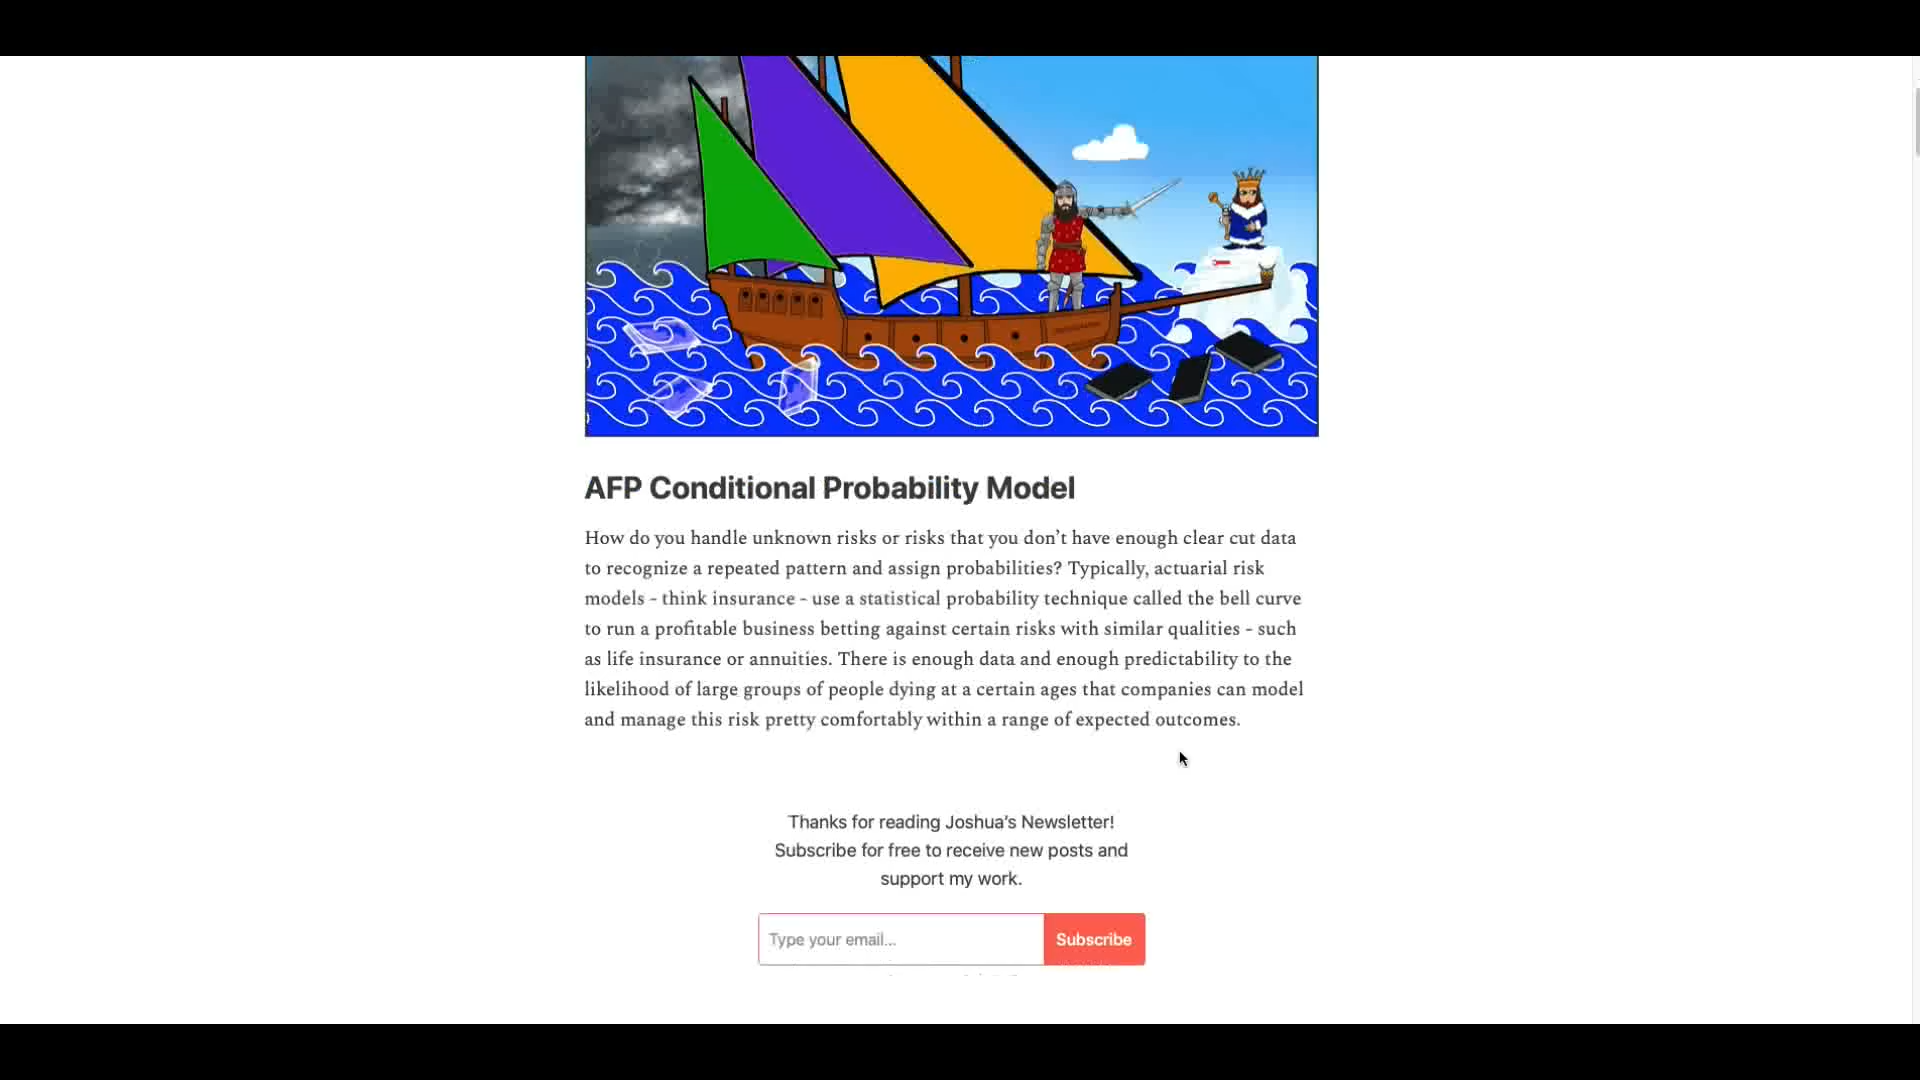 AFP Conditional Probability Model
How do you handle unknown risks or risks that you don’t have enough clear cut data
to recognize a repeated pattern and assign probabilities? Typically, actuarial risk
models - think insurance - use a statistical probability technique called the bell curve
to run a profitable business betting against certain risks with similar qualities - such
as life insurance or annuities. There is enough data and enough predictability to the
likelihood of large groups of people dying at a certain ages that companies can model
and manage this risk pretty comfortably within a range of expected outcomes.
Thanks for reading Joshua’s Newsletter!
Subscribe for free to receive new posts and
support my work.
Type your email...
Subscribe